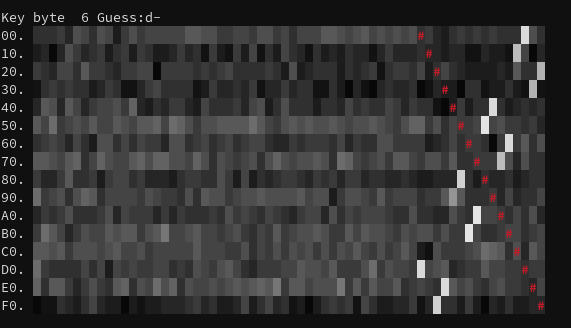 Key byte  6 Guess:d-
00. #
10. #
20. #
30. #
40. #
50. #
60. #
70. #
80. #
90. #
A0. #
B0. #
C0. #
D0. #
E0. #
F0. #